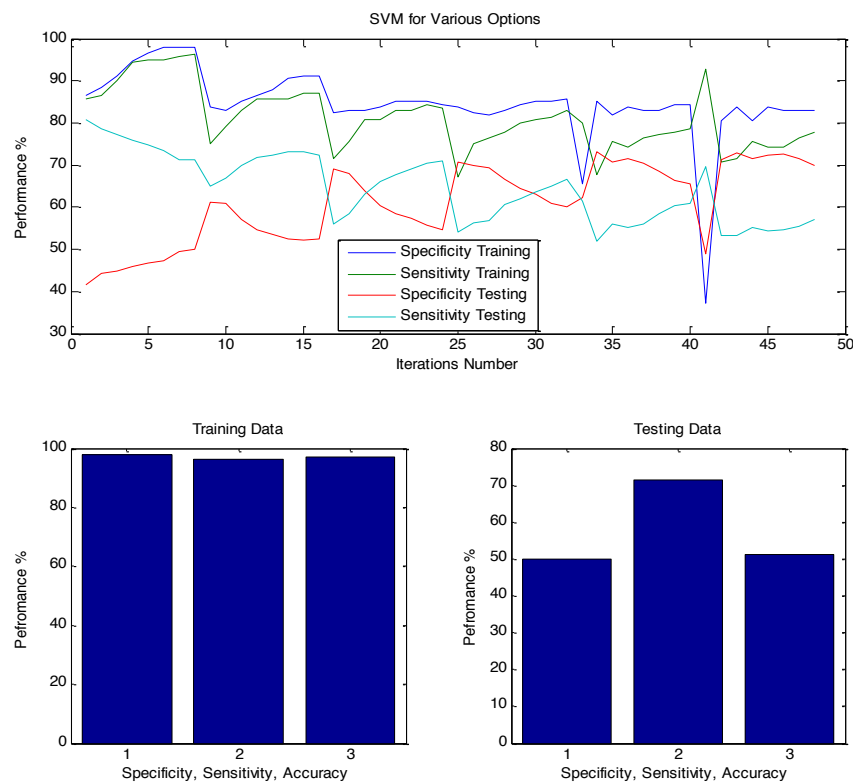 SVM for Various Options
Performance %
100
90
80
70
60
50
40
30
Specificity Training
Sensitivity Training
Specificity Testing
Sensitivity Testing
0 5 10 15 20 25 30 35 40 45 50
Iterations Number
Training Data
Pefromance %
100
80
60
40
20
0
1 2 3
Specificity, Sensitivity, Accuracy
Testing Data
Pefromance %
80
70
60
50
40
30
20
10
0
1 2 3
Specificity, Sensitivity, Accuracy